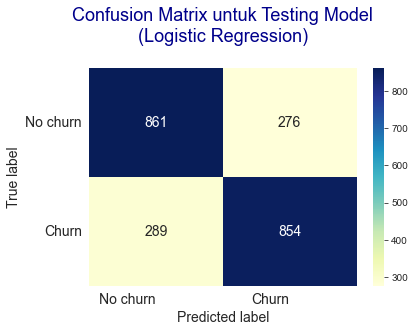 Confusion Matrix untuk Testing Model
(Logistic Regression)
No churn
861
276
Churn
289
854
No churn
Churn
True label
Predicted label
800
700
600
500
400
300